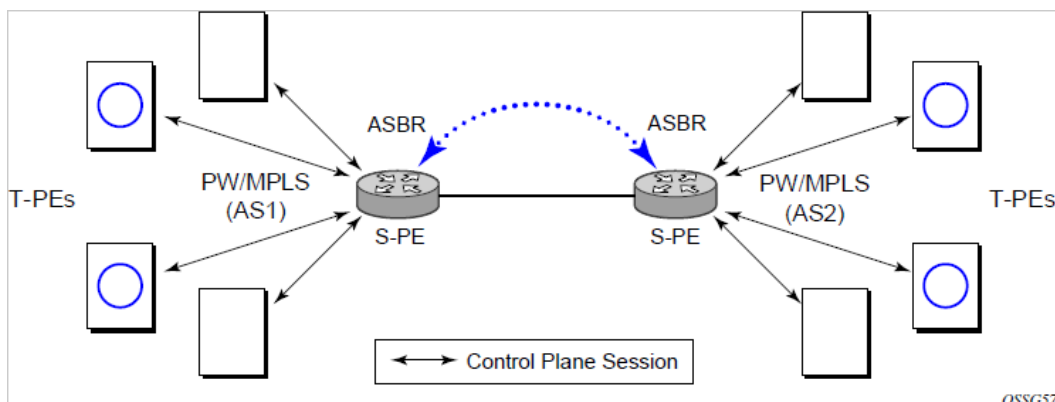 ASBR
ASBR
T-PEs
PW/MPLS
(AS1)
S-PE
S-PE
PW/MPLS
(AS2)
T-PEs
Control Plane Session